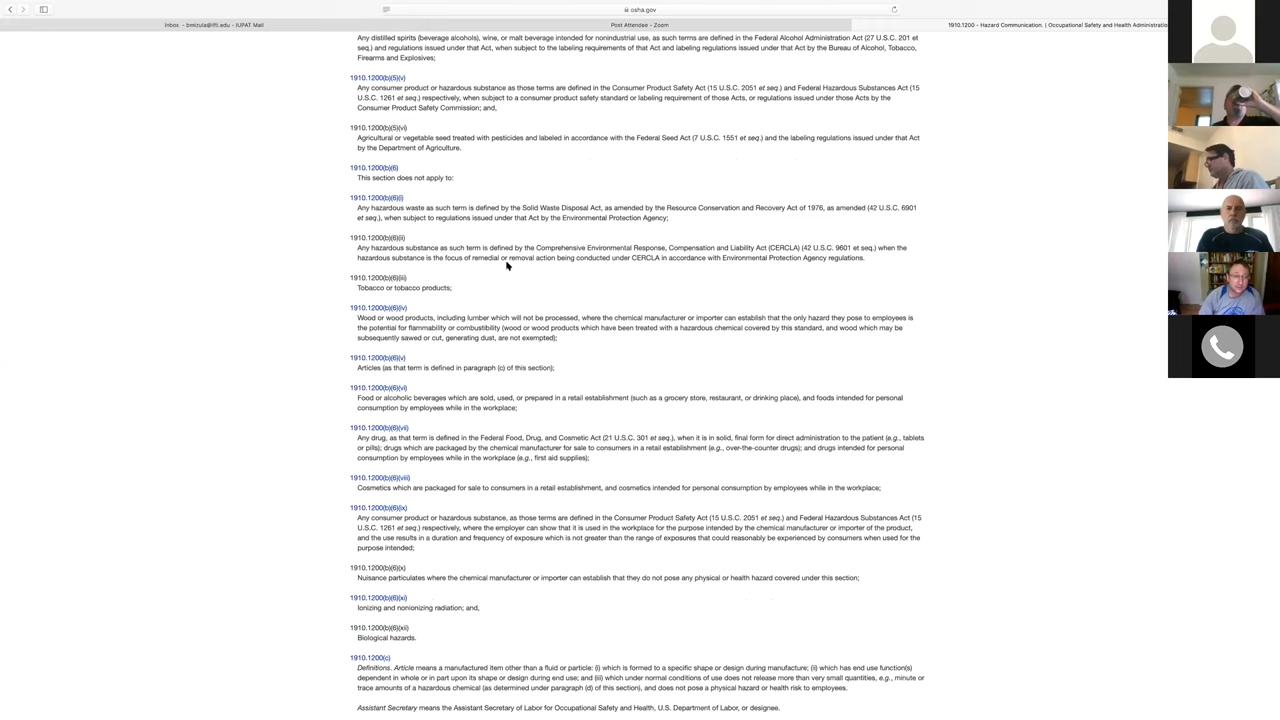 osha.gov
Inbox - bmizula@lfti.edu - IUPAT Mail
Post Attendee - Zoom
1910.1200 - Hazard Communication. | Occupational Safety and Health Administratio
Any distilled spirits (beverage alcohols), wine, or malt beverage intended for nonindustrial use, as such terms are defined in the Federal Alcohol Administration Act (27 U.S.C. 201 et
seq.) and regulations issued under that Act, when subject to the labeling requirements of that Act and labeling regulations issued under that Act by the Bureau of Alcohol, Tobacco,
Firearms and Explosives;
1910.1200(b)(5)(v)
Any consumer product or hazardous substance as those terms are defined in the Consumer Product Safety Act (15 U.S.C. 2051 et seq.) and Federal Hazardous Substances Act (15
U.S.C. 1261 et seq.) respectively, when subject to a consumer product safety standard or labeling requirement of those Acts, or regulations issued under those Acts by the
Consumer Product Safety Commission; and,
1910.1200(b)(5)(vi)
Agricultural or vegetable seed treated with pesticides and labeled in accordance with the Federal Seed Act (7 U.S.C. 1551 et seq.) and the labeling regulations issued under that Act
by the Department of Agriculture.
1910.1200(b)(6)
This section does not apply to:
1910.1200(b)(6)(i)
Any hazardous waste as such term is defined by the Solid Waste Disposal Act, as amended by the Resource Conservation and Recovery Act of 1976, as amended (42 U.S.C. 6901
et seq.), when subject to regulations issued under that Act by the Environmental Protection Agency;
1910.1200(b)(6)(ii)
Any hazardous substance as such term is defined by the Comprehensive Environmental Response, Compensation and Liability Act (CERCLA) (42 U.S.C. 9601 et seq.) when the
hazardous substance is the focus of remedial or removal action being conducted under CERCLA in accordance with Environmental Protection Agency regulations.
1910.1200(b)(6)(iii)
Tobacco or tobacco products;
1910.1200(b)(6)(iv)
Wood or wood products, including lumber which will not be processed, where the chemical manufacturer or importer can establish that the only hazard they pose to employees is
the potential for flammability or combustibility (wood or wood products which have been treated with a hazardous chemical covered by this standard, and wood which may be
subsequently sawed or cut, generating dust, are not exempted);
1910.1200(b)(6)(v)
Articles (as that term is defined in paragraph (c) of this section);
1910.1200(b)(6)(vi)
Food or alcoholic beverages which are sold, used, or prepared in a retail establishment (such as a grocery store, restaurant, or drinking place), and foods intended for personal
consumption by employees while in the workplace;
1910.1200(b)(6)(vii)
Any drug, as that term is defined in the Federal Food, Drug, and Cosmetic Act (21 U.S.C. 301 et seq.), when it is in solid, final form for direct administration to the patient (e.g., tablets
or pills); drugs which are packaged by the chemical manufacturer for sale to consumers in a retail establishment (e.g., over-the-counter drugs); and drugs intended for personal
consumption by employees while in the workplace (e.g., first aid supplies);
1910.1200(b)(6)(viii)
Cosmetics which are packaged for sale to consumers in a retail establishment, and cosmetics intended for personal consumption by employees while in the workplace;
1910.1200(b)(6)(ix)
Any consumer product or hazardous substance, as those terms are defined in the Consumer Product Safety Act (15 U.S.C. 2051 et seq.) and Federal Hazardous Substances Act (15
U.S.C. 1261 et seq.) respectively, where the employer can show that it is used in the workplace for the purpose intended by the chemical manufacturer or importer of the product,
and the use results in a duration and frequency of exposure which is not greater than the range of exposures that could reasonably be experienced by consumers when used for the
purpose intended;
1910.1200(b)(6)(x)
Nuisance particulates where the chemical manufacturer or importer can establish that they do not pose any physical or health hazard covered under this section;
1910.1200(b)(6)(xi)
Ionizing and nonionizing radiation; and,
1910.1200(b)(6)(xii)
Biological hazards.
1910.1200(c)
Definitions. Article means a manufactured item other than a fluid or particle: (i) which is formed to a specific shape or design during manufacture; (ii) which has end use function(s)
dependent in whole or in part upon its shape or design during end use; and (iii) which under normal conditions of use does not release more than very small quantities, e.g., minute or
trace amounts of a hazardous chemical (as determined under paragraph (d) of this section), and does not pose a physical hazard or health risk to employees.
Assistant Secretary means the Assistant Secretary of Labor for Occupational Safety and Health, U.S. Department of Labor, or designee.